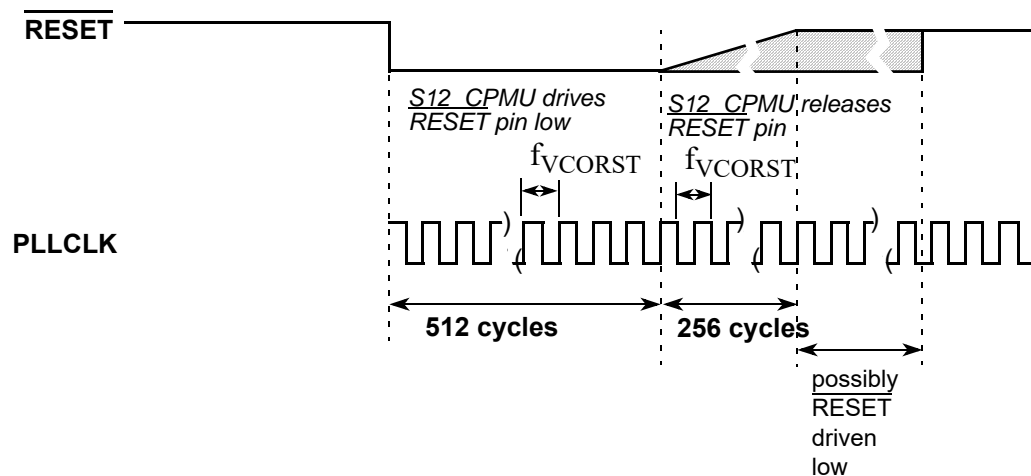 RESET
S12_CPMU drives
RESET pin low
S12_CPMU releases
RESET pin
fVCORST
fVCORST
PLLCLK
)
(
)
(
)
(
512 cycles
256 cycles
possibly
RESET
driven
low